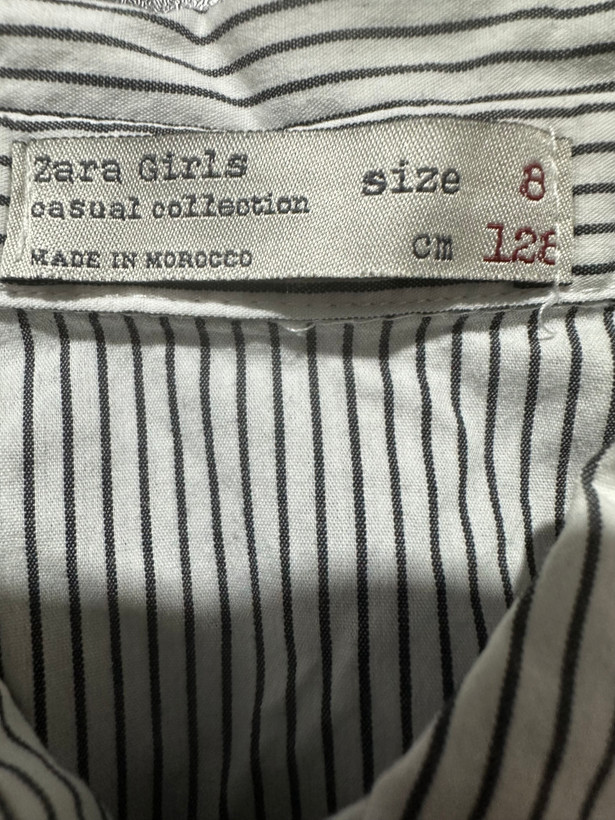 Zara Girls size 8
casual collection
MADE IN MOROCCO cm 128